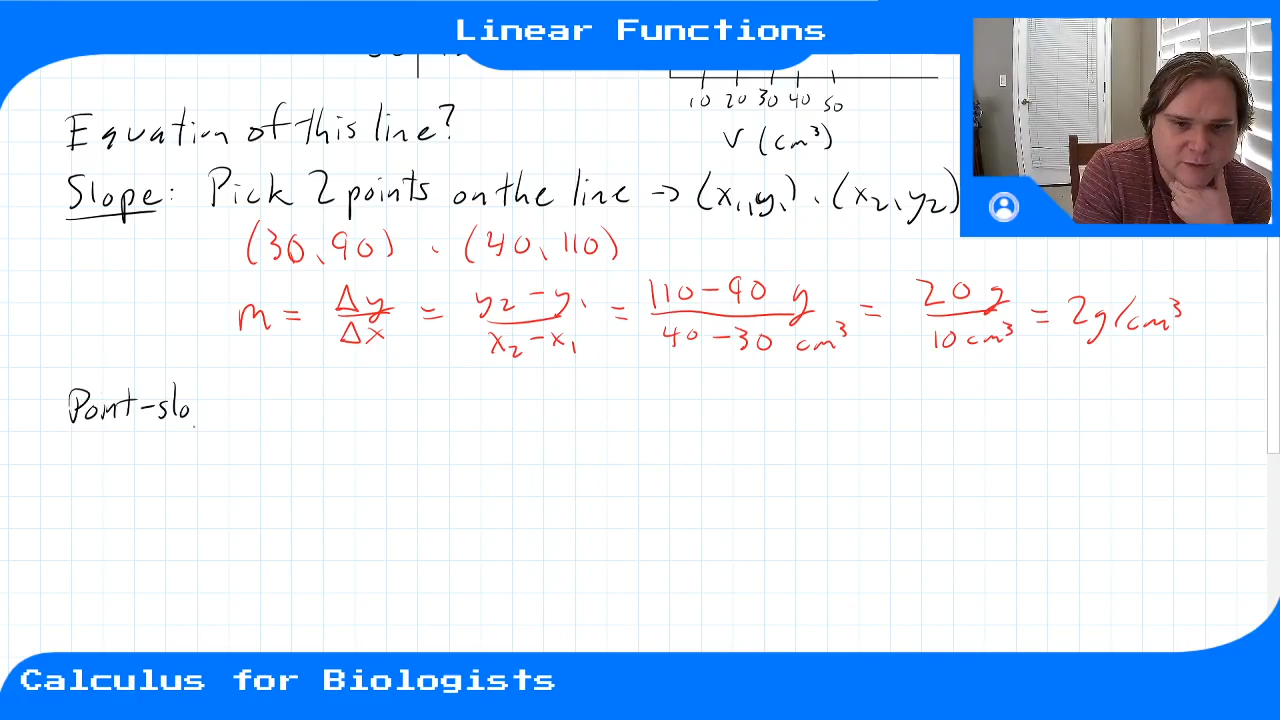 Linear Functions
10 20 30 40 50
V (cm³)
Equation of this line?
Slope: Pick 2 points on the line → (x₁, y₁), (x₂, y₂)
(30, 90), (40, 110)
m = Δy/Δx = y₂ - y₁/x₂ - x₁ = 110 - 90 g/40 - 30 cm³ = 20 g/10 cm³ = 2g/cm³
Point-slo
Calculus for Biologists